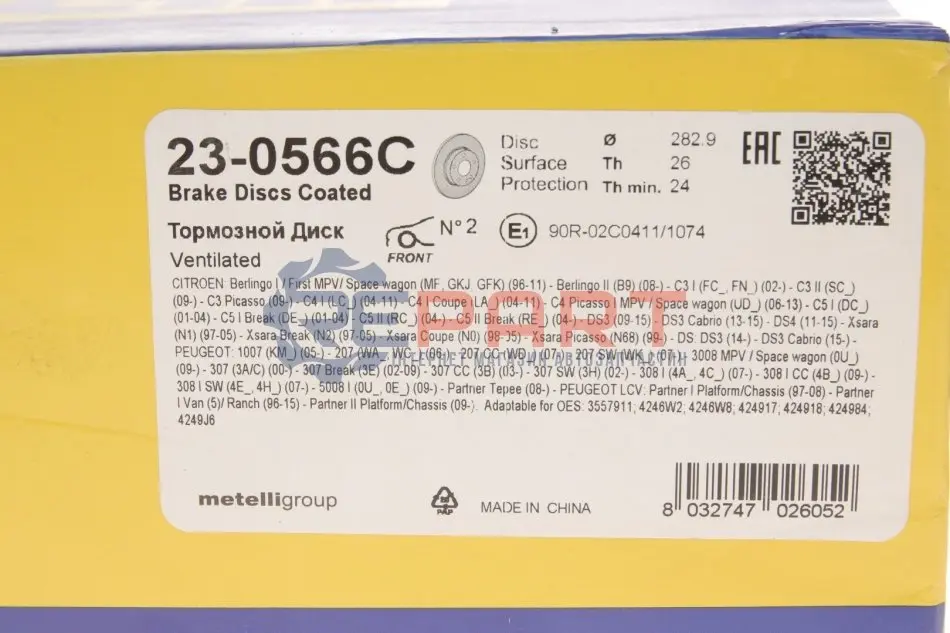 23-0566C
Brake Discs Coated
Disc Ø 282.9
Surface Th 26
Protection Th min. 24
EAC
Тормозной Диск
N° 2
FRONT
E1 90R-02C0411/1074
Ventilated
CITROEN: Berlingo I / First MPV/ Space wagon (MF, GKJ, GFK) (96-11) - Berlingo II (B9) (08-) - C3 I (FC_, FN_) (02-) - C3 II (SC_)
(09-) - C3 Picasso (09-) - C4 I (LC_) (04-11) - C4 I Coupe (LA_) (04-11) - C4 Picasso I MPV / Space wagon (UD_) (06-13) - C5 I (DC_)
(01-04) - C5 I Break (DE_) (01-04) - C5 II (RC_) (04-) - C5 II Break (RE_) (04-) - DS3 (09-15) - DS3 Cabrio (13-15) - DS4 (11-15) - Xsara
(N1) (97-05) - Xsara Break (N2) (97-05) - Xsara Coupe (N0) (98-05) - Xsara Picasso (N68) (99-) - DS: DS3 (14-) - DS3 Cabrio (15-) -
PEUGEOT: 1007 (KM_) (05-) - 207 (WA_, WC_) (06-) - 207 CC (WD_) (07-) - 207 SW (WK_) (07-) - 3008 MPV / Space wagon (0U_)
(09-) - 307 (3A/C) (00-) - 307 Break (3E) (02-09) - 307 CC (3B) (03-) - 307 SW (3H) (02-) - 308 I (4A_, 4C_) (07-) - 308 I CC (4B_) (09-) -
308 I SW (4E_, 4H_) (07-) - 5008 I (0U_, 0E_) (09-) - Partner Tepee (08-) - PEUGEOT LCV: Partner I Platform/Chassis (97-08) - Partner
I Van (5)/ Ranch (96-15) - Partner II Platform/Chassis (09-). Adaptable for OES: 3557911; 4246W2; 4246W8; 424917; 424918; 424984;
4249J6
REPART
ИНТЕРНЕТ МАГАЗИН АВТОЗАПЧАСТИН
metelligroup
PAP
MADE IN CHINA
8 032747 026052